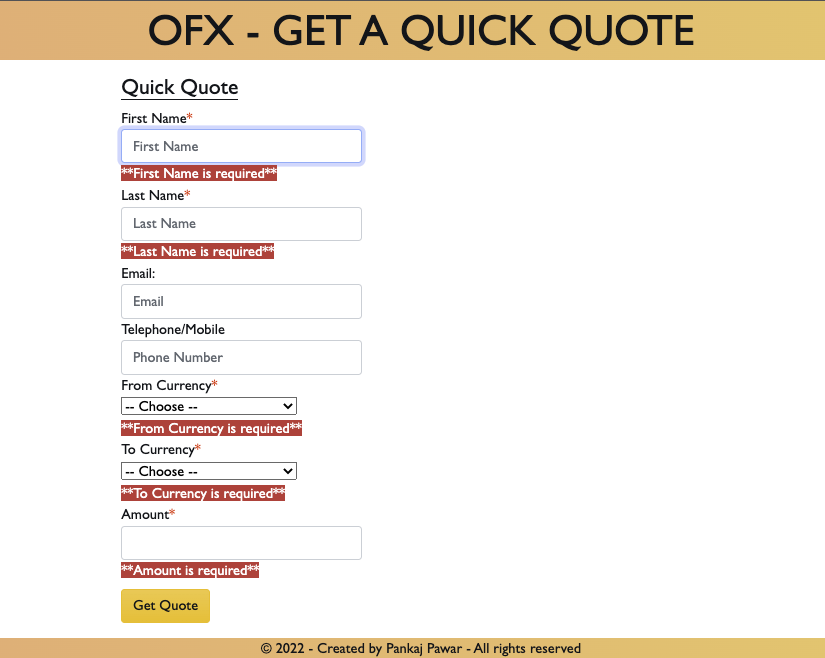 OFX - GET A QUICK QUOTE
Quick Quote
First Name*
First Name
**First Name is required**
Last Name*
Last Name
**Last Name is required**
Email:
Email
Telephone/Mobile
Phone Number
From Currency*
-- Choose --
**From Currency is required**
To Currency*
-- Choose --
**To Currency is required**
Amount*
**Amount is required**
Get Quote
© 2022 - Created by Pankaj Pawar - All rights reserved